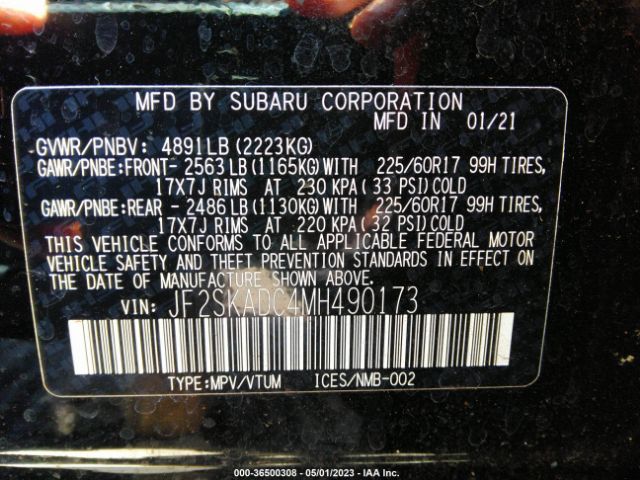 MFD BY SUBARU CORPORATION
MFD IN 01/21
GVWR/PNBV: 4891LB (2223KG)
GAWR/PNBE:FRONT- 2563LB(1165KG)WITH 225/60R17 99H TIRES,
17X7J RIMS AT 230 KPA(33 PSI)COLD
GAWR/PNBE:REAR - 2486LB(1130KG)WITH 225/60R17 99H TIRES,
17X7J RIMS AT 220 KPA(32 PSI)COLD
THIS VEHICLE CONFORMS TO ALL APPLICABLE FEDERAL MOTOR
VEHICLE SAFETY AND THEFT PREVENTION STANDARDS IN EFFECT ON
THE DATE OF MANUFACTURE SHOWN ABOVE.
VIN: JF2SKADC4MH490173
TYPE:MPV/VTUM ICES/NMB-002
000-36500308 - 05/01/2023 - IAA Inc.